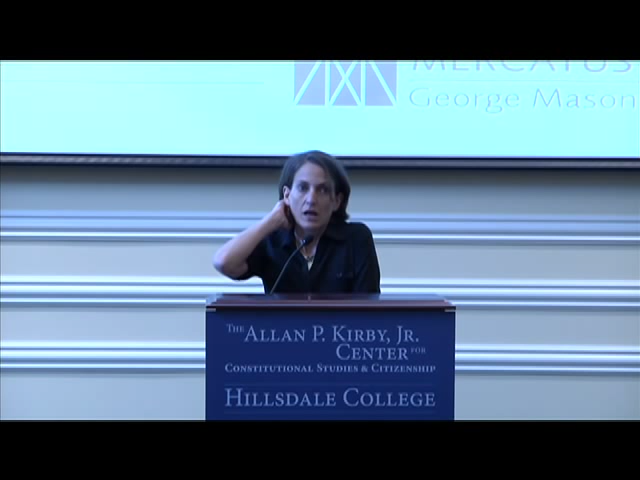 MERCATUS
George Mason
THE ALLAN P. KIRBY, JR.
CENTER FOR
CONSTITUTIONAL STUDIES & CITIZENSHIP
HILLSDALE COLLEGE